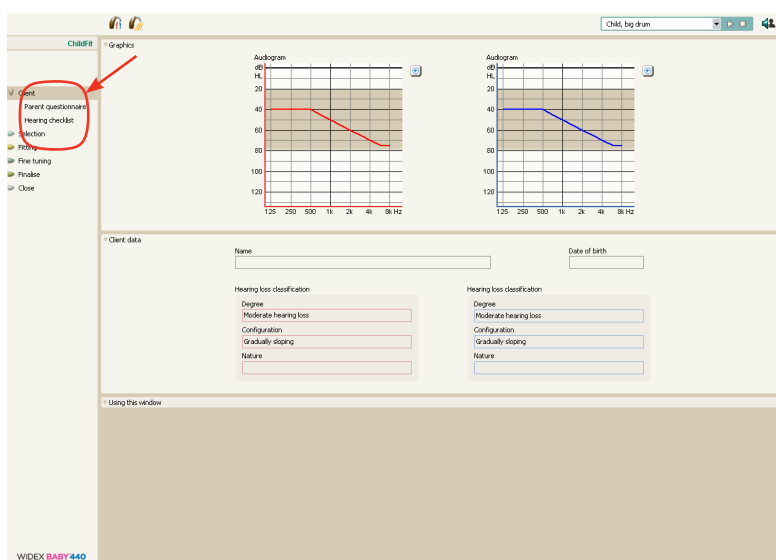 Child, big drum
ChildFit
Graphics
Client
Parent questionnaire
Hearing checklist
Selection
Fitting
Fine tuning
Finalise
Close
Audiogram
dB
HL
20
40
60
80
100
120
125 250 500 1k 2k 4k 8k Hz
Audiogram
dB
HL
20
40
60
80
100
120
125 250 500 1k 2k 4k 8k Hz
Client data
Name
Date of birth
Hearing loss classification
Degree
Moderate hearing loss
Configuration
Gradually sloping
Nature
Hearing loss classification
Degree
Moderate hearing loss
Configuration
Gradually sloping
Nature
Using this window
WIDEX BABY440